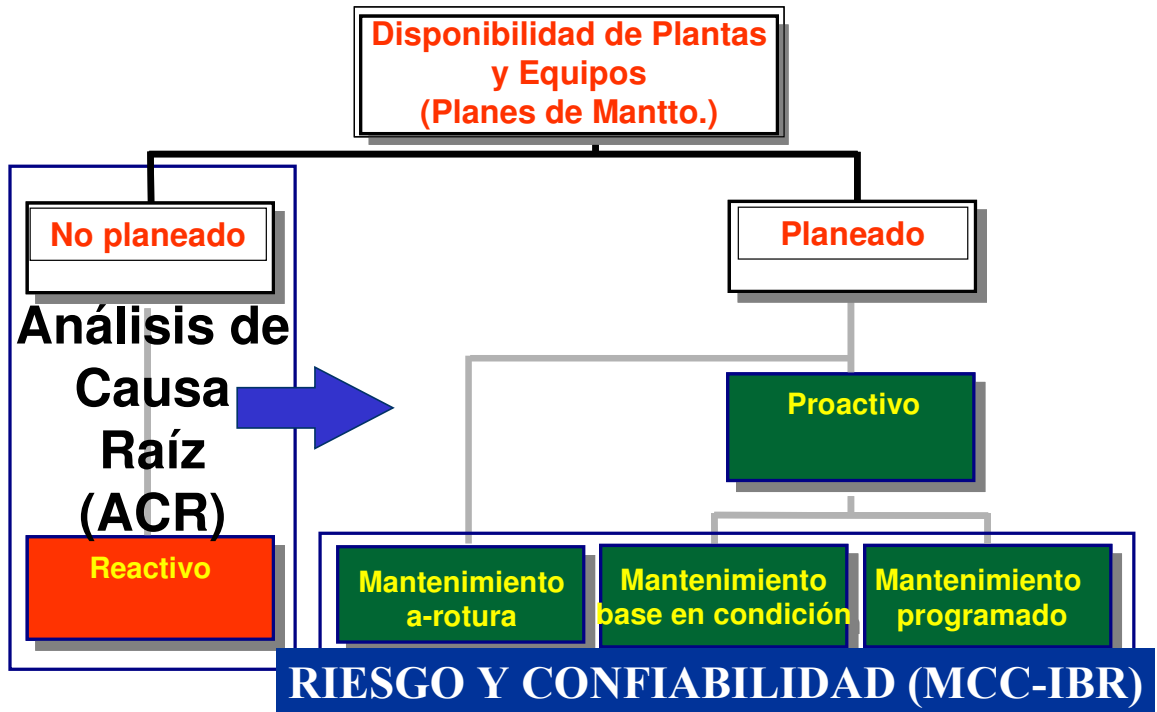 Disponibilidad de Plantas
y Equipos
(Planes de Mantto.)
No planeado
Planeado
Análisis de
Causa
Raíz
(ACR)
Proactivo
Reactivo
Mantenimiento
a-rotura
Mantenimiento
base en condición
Mantenimiento
programado
RIESGO Y CONFIABILIDAD (MCC-IBR)